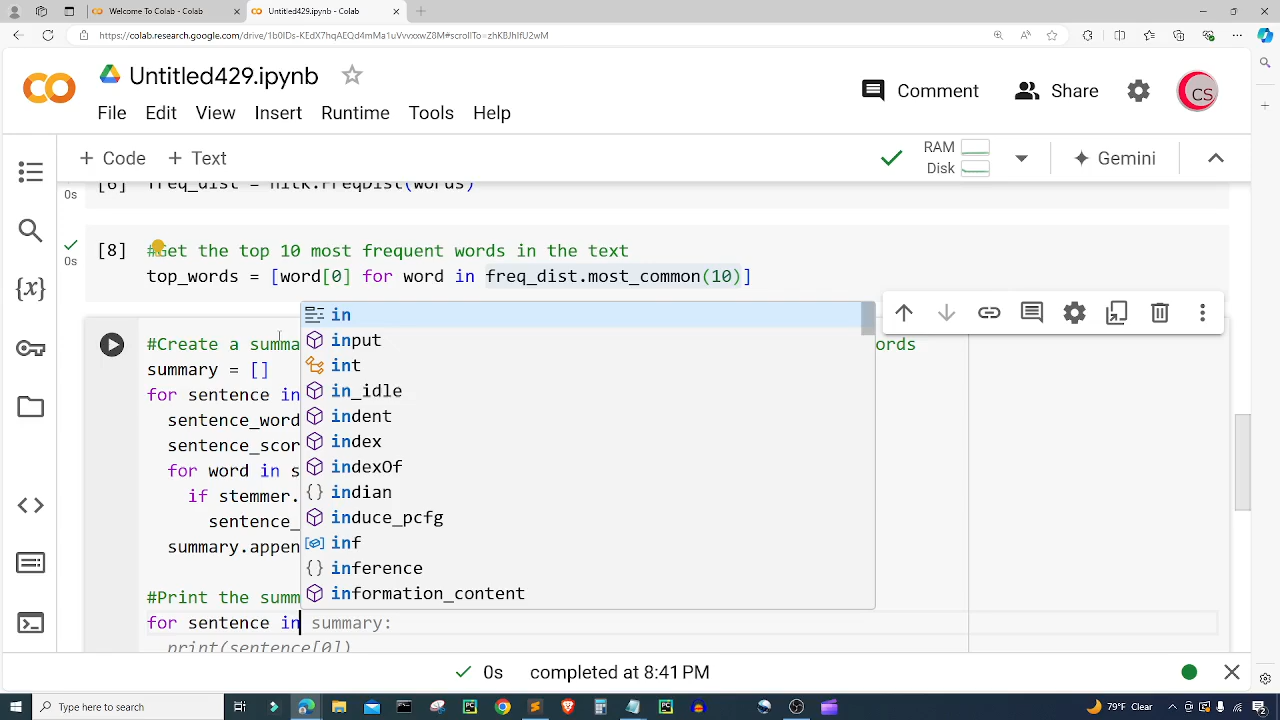 Welcome To Colab - Colab
Untitled429.ipynb - Colab
https://colab.research.google.com/drive/
Untitled429.ipynb
Comment
Share
CS
File Edit View Insert Runtime Tools Help
+ Code + Text
RAM
Disk
Gemini
[6] freq_dist = nltk.FreqDist(words)
0s
[8] #Get the top 10 most frequent words in the text
0s
top_words = [word[0] for word in freq_dist.most_common(10)]
#Create a summa
ords
summary = []
for sentence in
sentence_word
sentence_scor
for word in s
if stemmer.
sentence_
summary.appen
#Print the summ
for sentence in summary:
print(sentence[0])
in
input
int
in_idle
indent
index
indexOf
indian
induce_pcfg
inf
inference
information_content
0s completed at 8:41 PM
Type here to search
79°F Clear